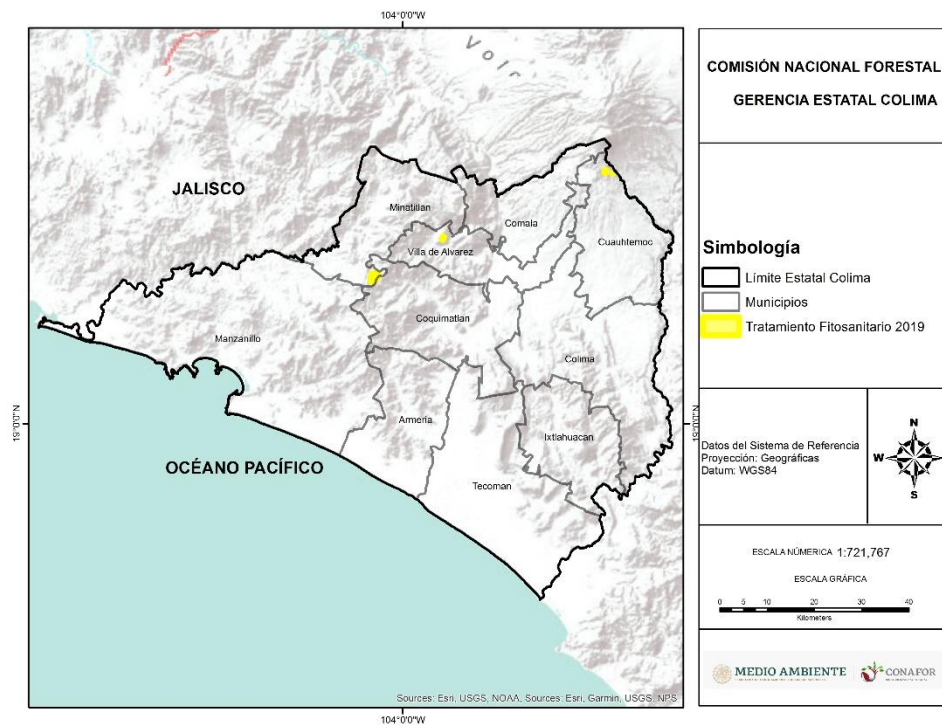 104°0'0"W
Volc
JALISCO
Minatitlan
Comala
Cuauhtemoc
Villa de Alvarez
Coquimatlan
Manzanillo
Colima
Armería
Ixtlahuacan
Tecoman
OCÉANO PACÍFICO
19°0'0"N
19°0'0"N
Sources: Esri, USGS, NOAA, Sources: Esri, Garmin, USGS, NPS
104°0'0"W
COMISIÓN NACIONAL FORESTAL
GERENCIA ESTATAL COLIMA
Simbología
Límite Estatal Colima
Municipios
Tratamiento Fitosanitario 2019
Datos del Sistema de Referencia
Proyección: Geográficas
Datum: WGS84
N
W
S
ESCALA NÚMERICA 1:721,767
ESCALA GRÁFICA
0 5 10 20 30 40
Kilometers
MEDIO AMBIENTE
CONAFOR